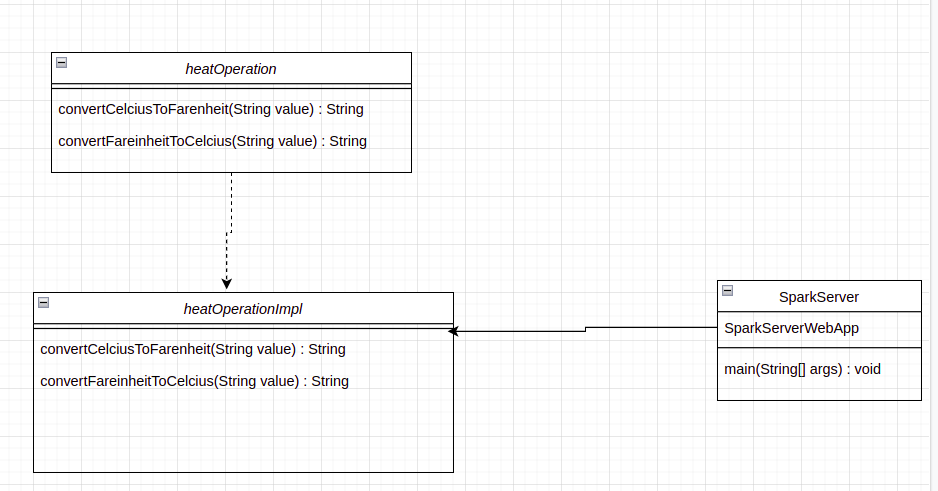 heatOperation
convertCelciusToFarenheit(String value) : String
convertFareinheitToCelcius(String value) : String
heatOperationImpl
convertCelciusToFarenheit(String value) : String
convertFareinheitToCelcius(String value) : String
SparkServer
SparkServerWebApp
main(String[] args) : void